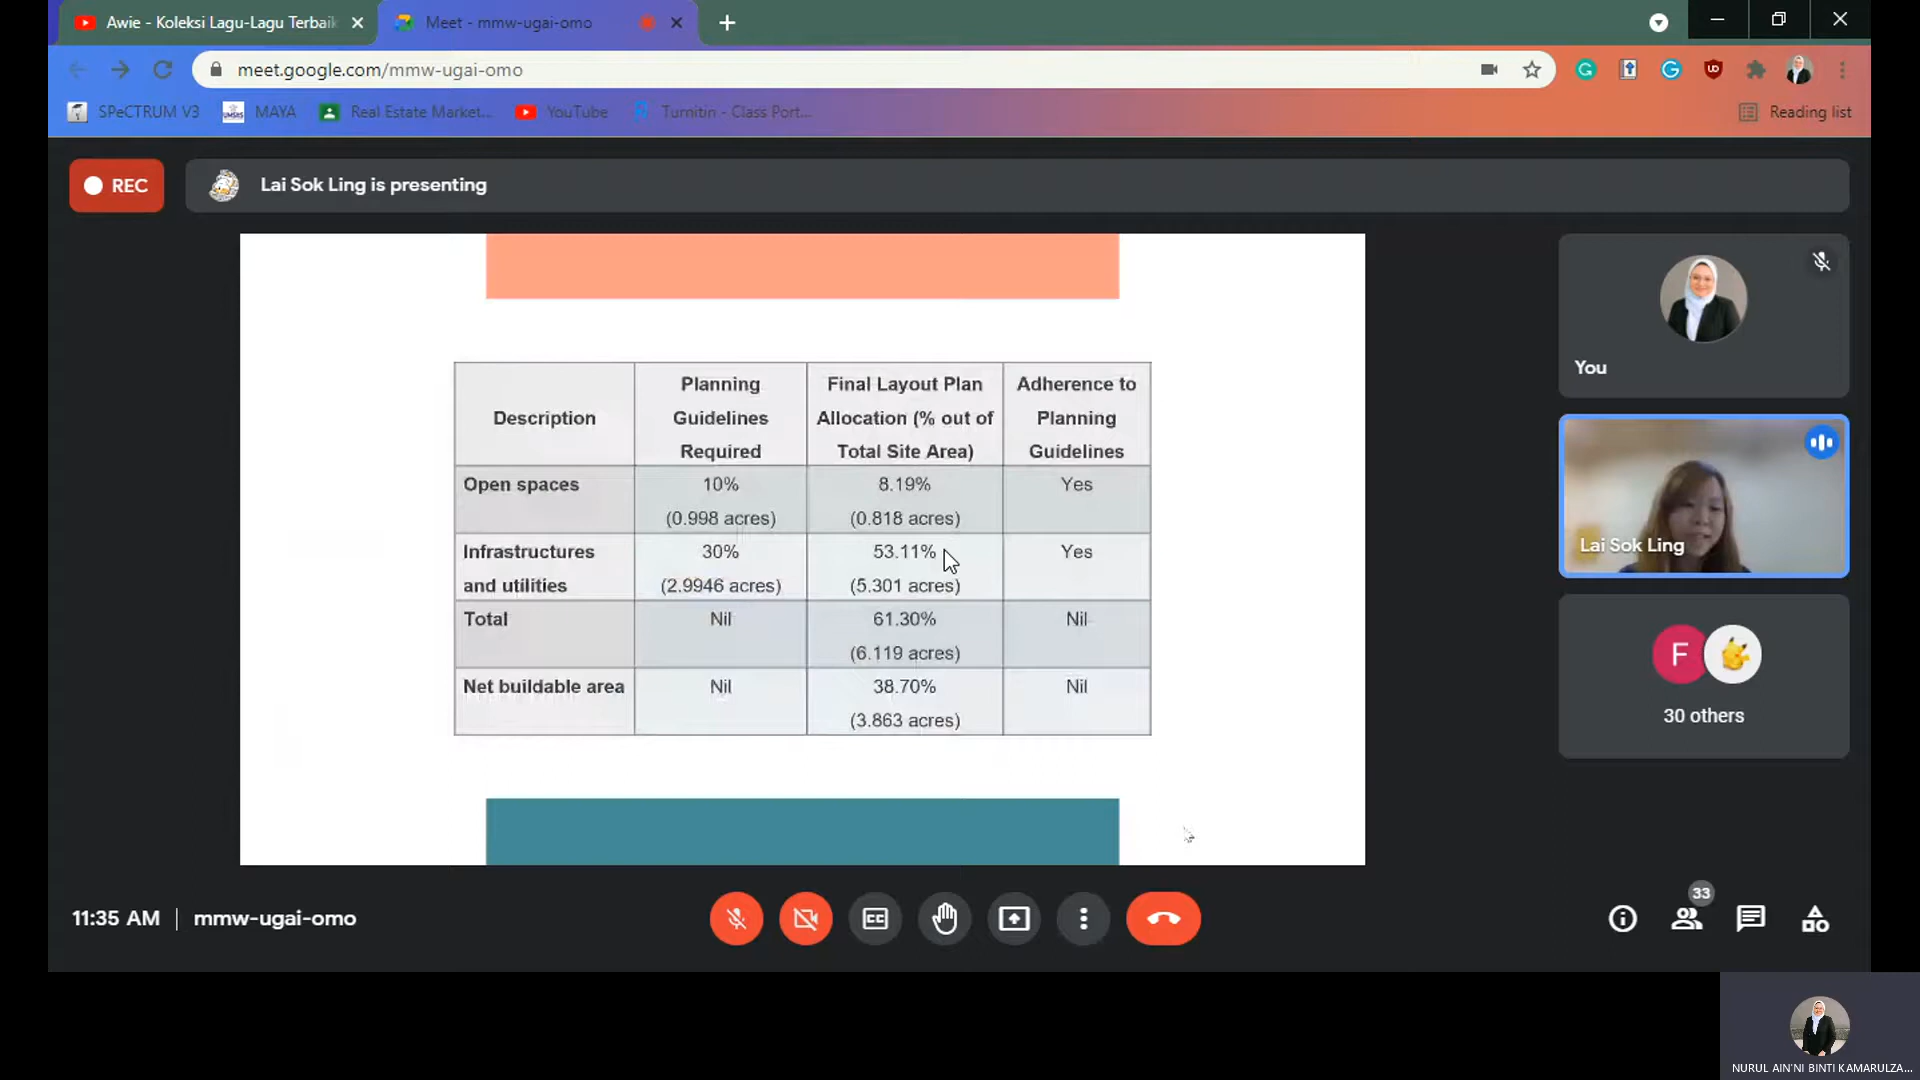 Awie - Koleksi Lagu-Lagu Terbaik
Meet - mmw-ugai-omo
meet.google.com/mmw-ugai-omo
SPeCTRUM V3
MAYA
Real Estate Market...
YouTube
Turnitin - Class Port...
Reading list
REC
Lai Sok Ling is presenting
Description
Planning
Guidelines
Required
Final Layout Plan
Allocation (% out of
Total Site Area)
Adherence to
Planning
Guidelines
Open spaces
10%
(0.998 acres)
8.19%
(0.818 acres)
Yes
Infrastructures
and utilities
30%
(2.9946 acres)
53.11%
(5.301 acres)
Yes
Total
Nil
61.30%
(6.119 acres)
Nil
Net buildable area
Nil
38.70%
(3.863 acres)
Nil
You
Lai Sok Ling
F
30 others
11:35 AM | mmw-ugai-omo
CC
33
NURUL AIN'NI BINTI KAMARULZA...